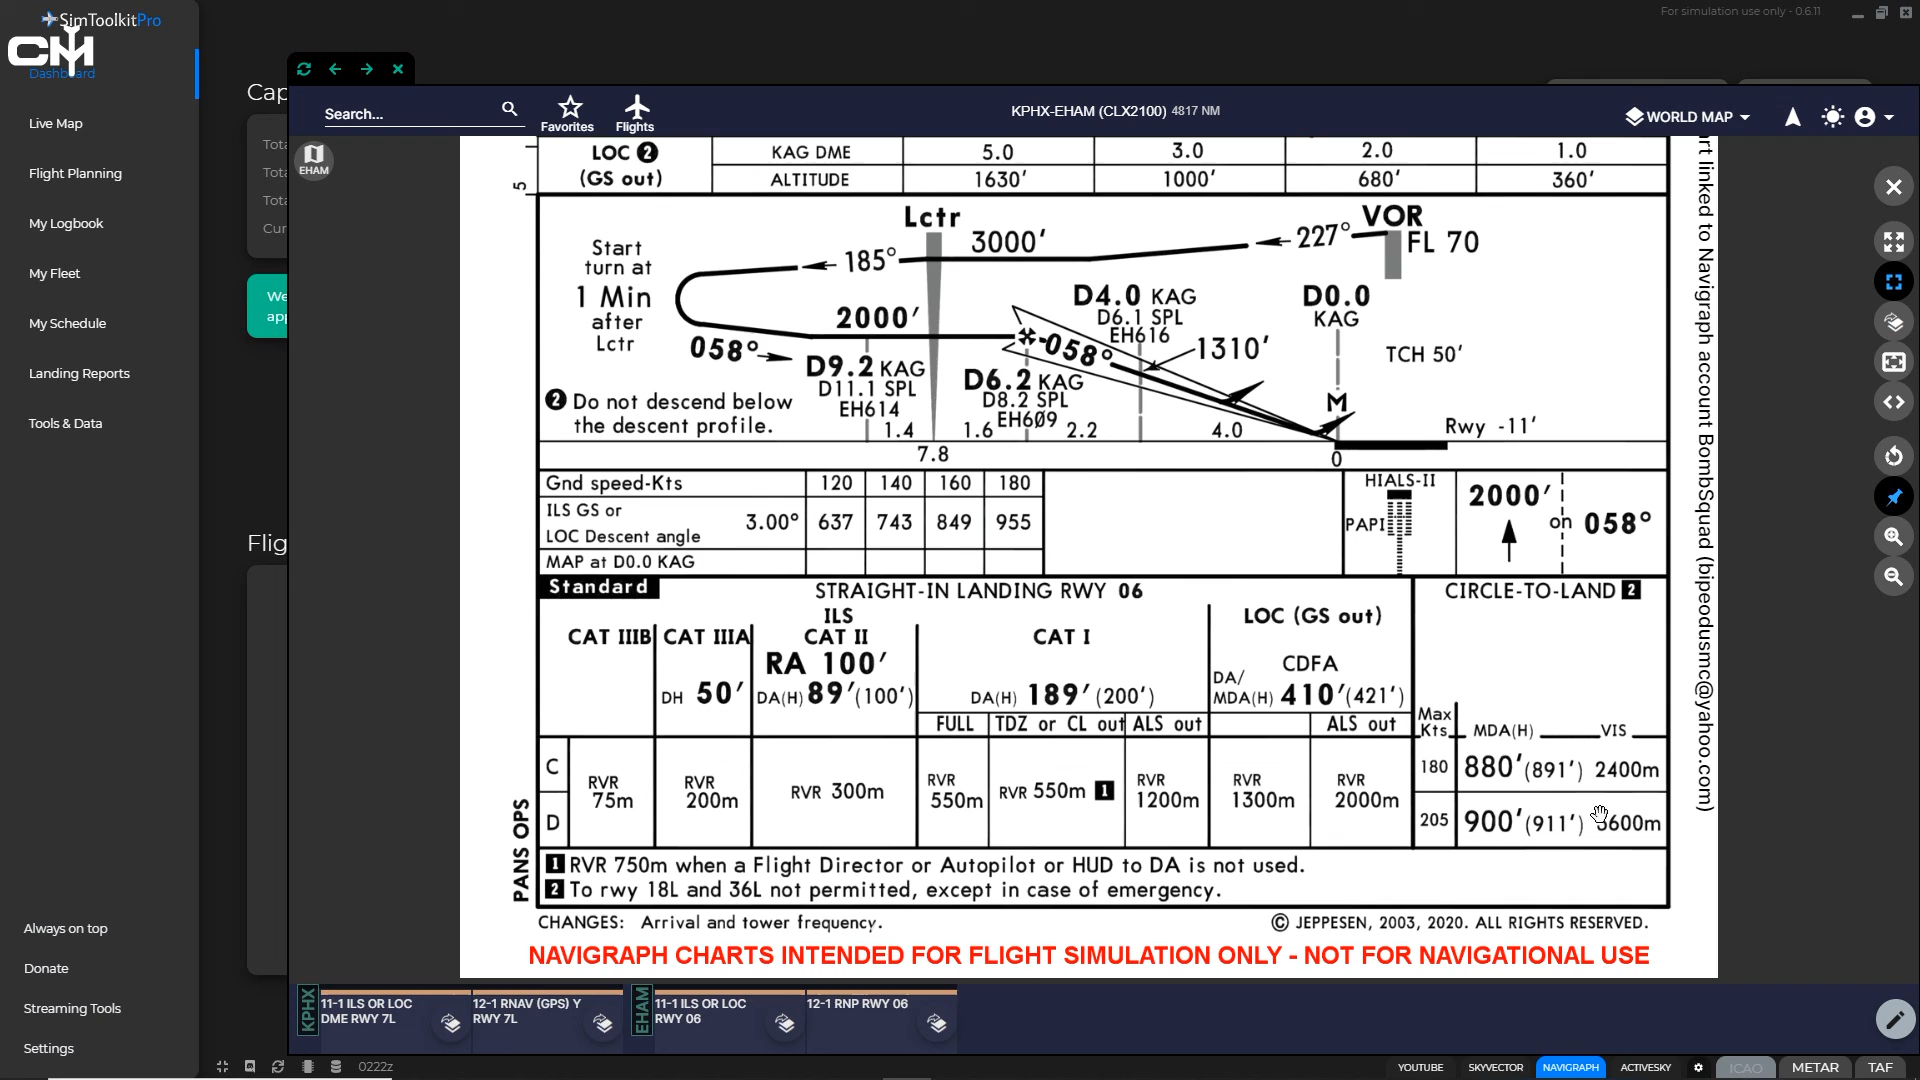 SimToolkitPro
For simulation use only - 0.6.11
CM
Dashboard
Live Map
Flight Planning
My Logbook
My Fleet
My Schedule
Landing Reports
Tools & Data
Always on top
Donate
Streaming Tools
Settings
Cap
Tota
Tota
Tota
Cur
We
app
Flig
Search...
Favorites
Flights
KPHX-EHAM (CLX2100) 4817 NM
WORLD MAP
EHAM
LOC 2 KAG DME 5.0 3.0 2.0 1.0
(GS out) ALTITUDE 1630' 1000' 680' 360'
5
Lctr VOR
3000' 227° FL 70
Start
turn at
1 Min
after
Lctr
185°
2000'
058°
D4.0 KAG
D6.1 SPL
EH616
D0.0
KAG
058°
1310'
TCH 50'
D9.2 KAG
D11.1 SPL
EH614
D6.2 KAG
D8.2 SPL
EH609
M
2 Do not descend below
the descent profile.
1.4 1.6 2.2 4.0
Rwy -11'
7.8 0
Gnd speed-Kts 120 140 160 180
ILS GS or
LOC Descent angle 3.00° 637 743 849 955
MAP at D0.0 KAG
HIALS-II
PAPI
2000' on 058°
Standard STRAIGHT-IN LANDING RWY 06 CIRCLE-TO-LAND 2
ILS LOC (GS out)
CAT IIIB CAT IIIA CAT II CAT I
RA 100' CDFA
DH 50' DA(H) 89'(100') DA(H) 189'(200') DA/
MDA(H) 410'(421')
FULL TDZ or CL out ALS out ALS out
Max
Kts MDA(H) VIS
C
D
RVR
75m
RVR
200m
RVR 300m
RVR
550m
RVR 550m 1
RVR
1200m
RVR
1300m
RVR
2000m
180 880'(891') 2400m
205 900'(911') 3600m
PANS OPS
1 RVR 750m when a Flight Director or Autopilot or HUD to DA is not used.
2 To rwy 18L and 36L not permitted, except in case of emergency.
CHANGES: Arrival and tower frequency.
© JEPPESEN, 2003, 2020. ALL RIGHTS RESERVED.
NAVIGRAPH CHARTS INTENDED FOR FLIGHT SIMULATION ONLY - NOT FOR NAVIGATIONAL USE
rt linked to Navigraph account BombSquad (bipeodusmc@yahoo.com)
KPHX
11-1 ILS OR LOC
DME RWY 7L
12-1 RNAV (GPS) Y
RWY 7L
EHAM
11-1 ILS OR LOC
RWY 06
12-1 RNP RWY 06
0222z
YOUTUBE
SKYVECTOR
NAVIGRAPH
ACTIVESKY
ICAO
METAR
TAF